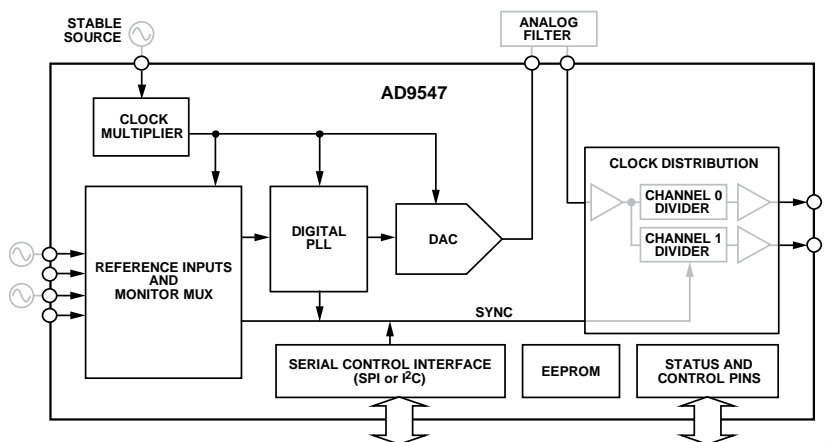 STABLE
SOURCE
ANALOG
FILTER
AD9547
CLOCK
MULTIPLIER
CLOCK DISTRIBUTION
CHANNEL 0
DIVIDER
CHANNEL 1
DIVIDER
REFERENCE INPUTS
AND
MONITOR MUX
DIGITAL
PLL
DAC
SYNC
SERIAL CONTROL INTERFACE
(SPI or I²C)
EEPROM
STATUS AND
CONTROL PINS